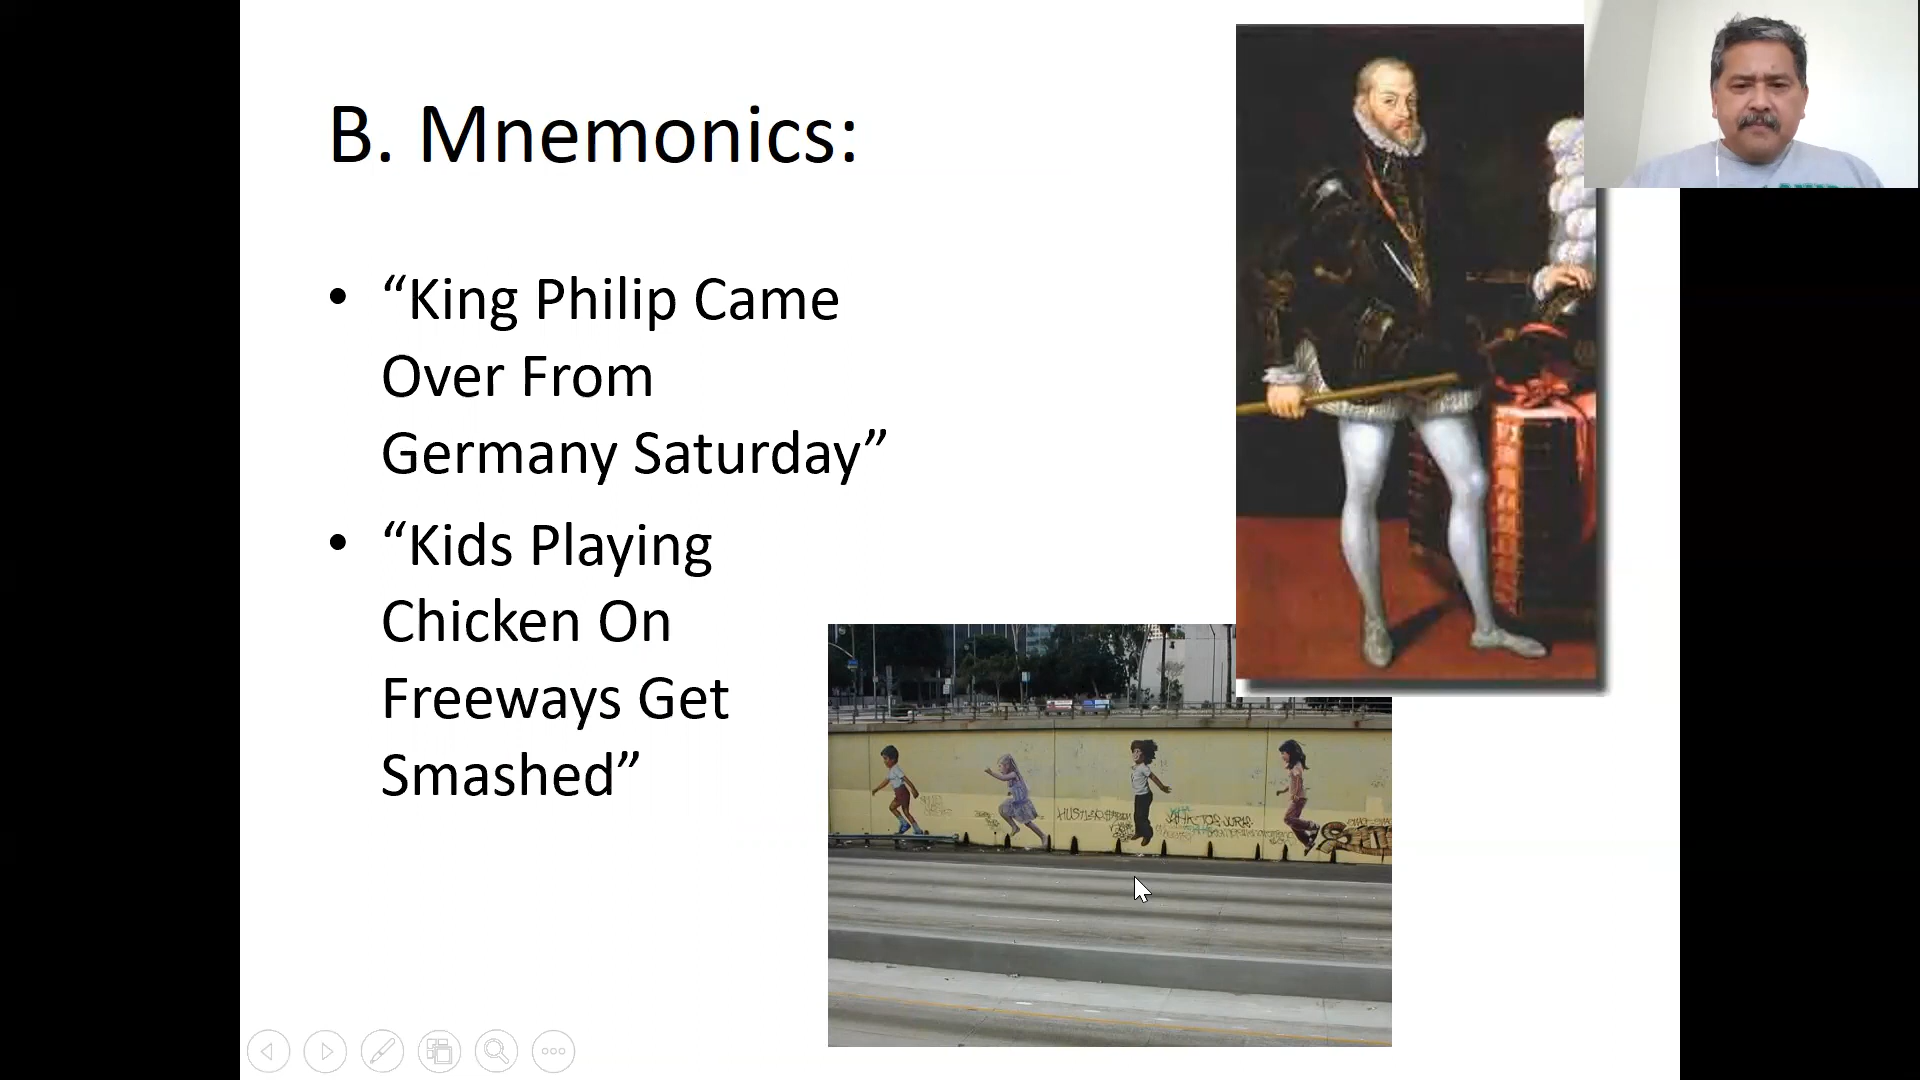 B. Mnemonics:
• “King Philip Came
Over From
Germany Saturday”
• “Kids Playing
Chicken On
Freeways Get
Smashed”